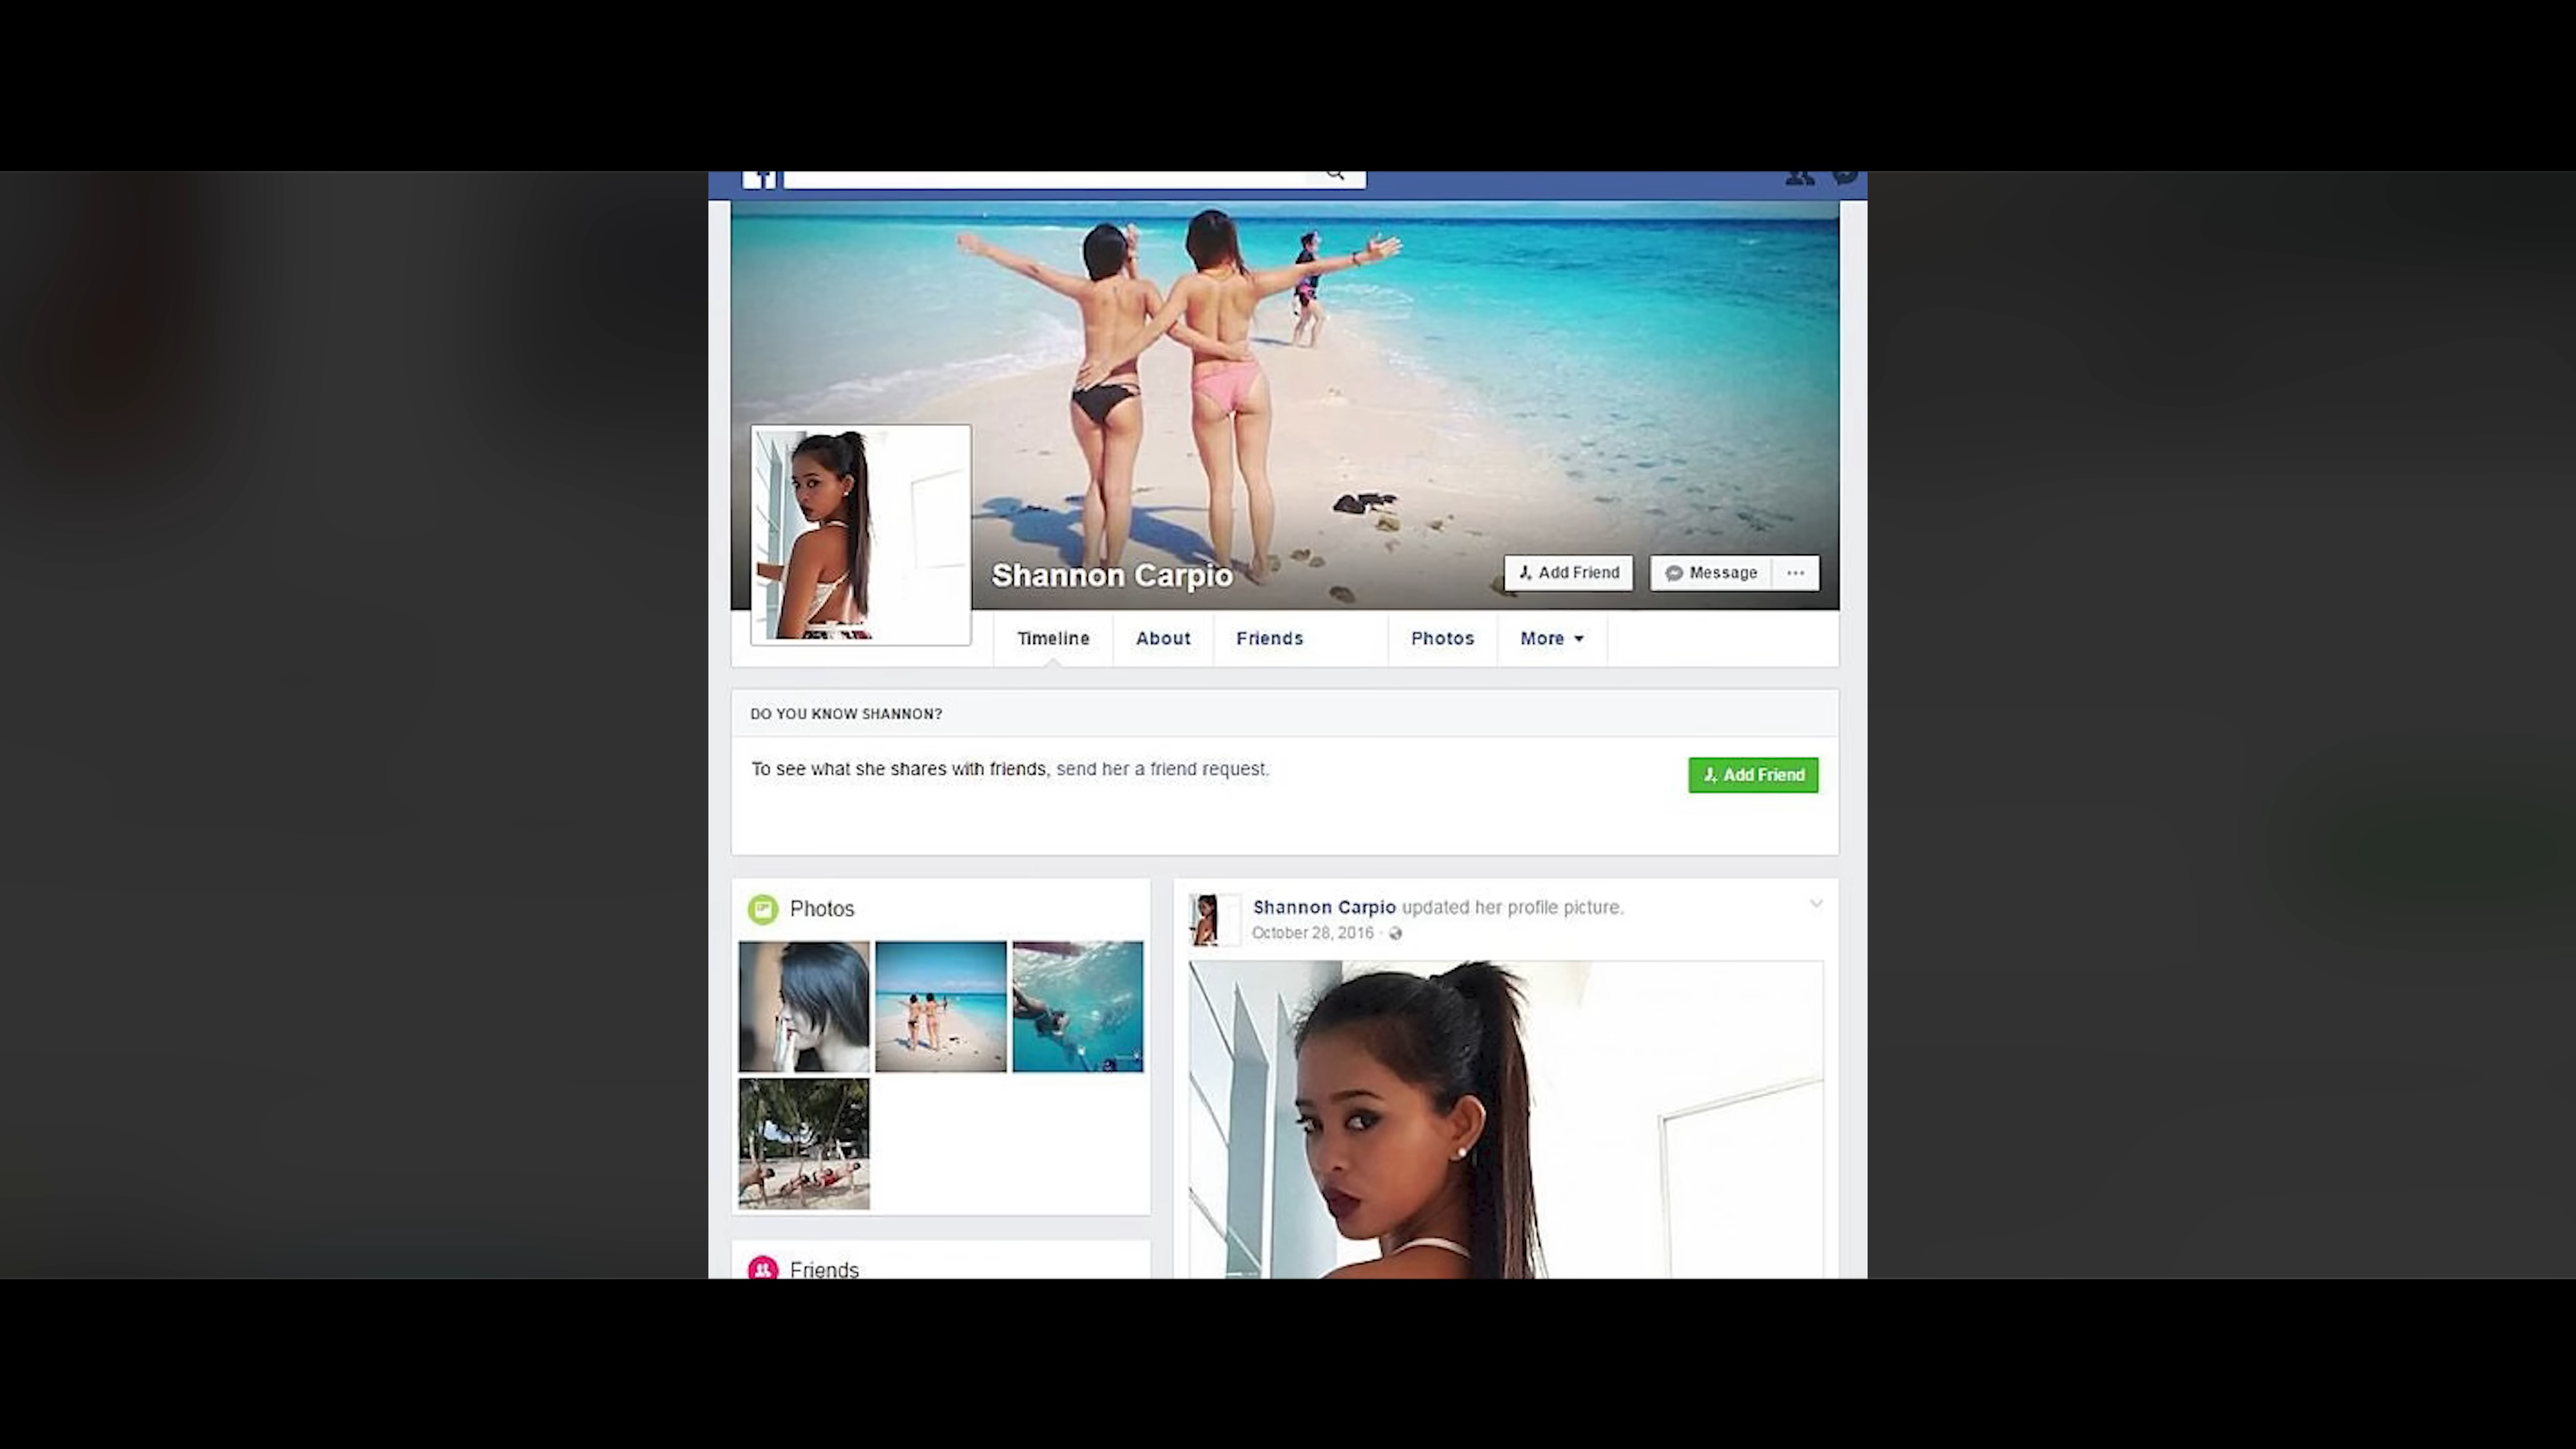 Shannon Carpio
Add Friend
Message
Timeline
About
Friends
Photos
More
DO YOU KNOW SHANNON?
To see what she shares with friends, send her a friend request.
Add Friend
Photos
Shannon Carpio updated her profile picture.
October 28, 2016
Friends